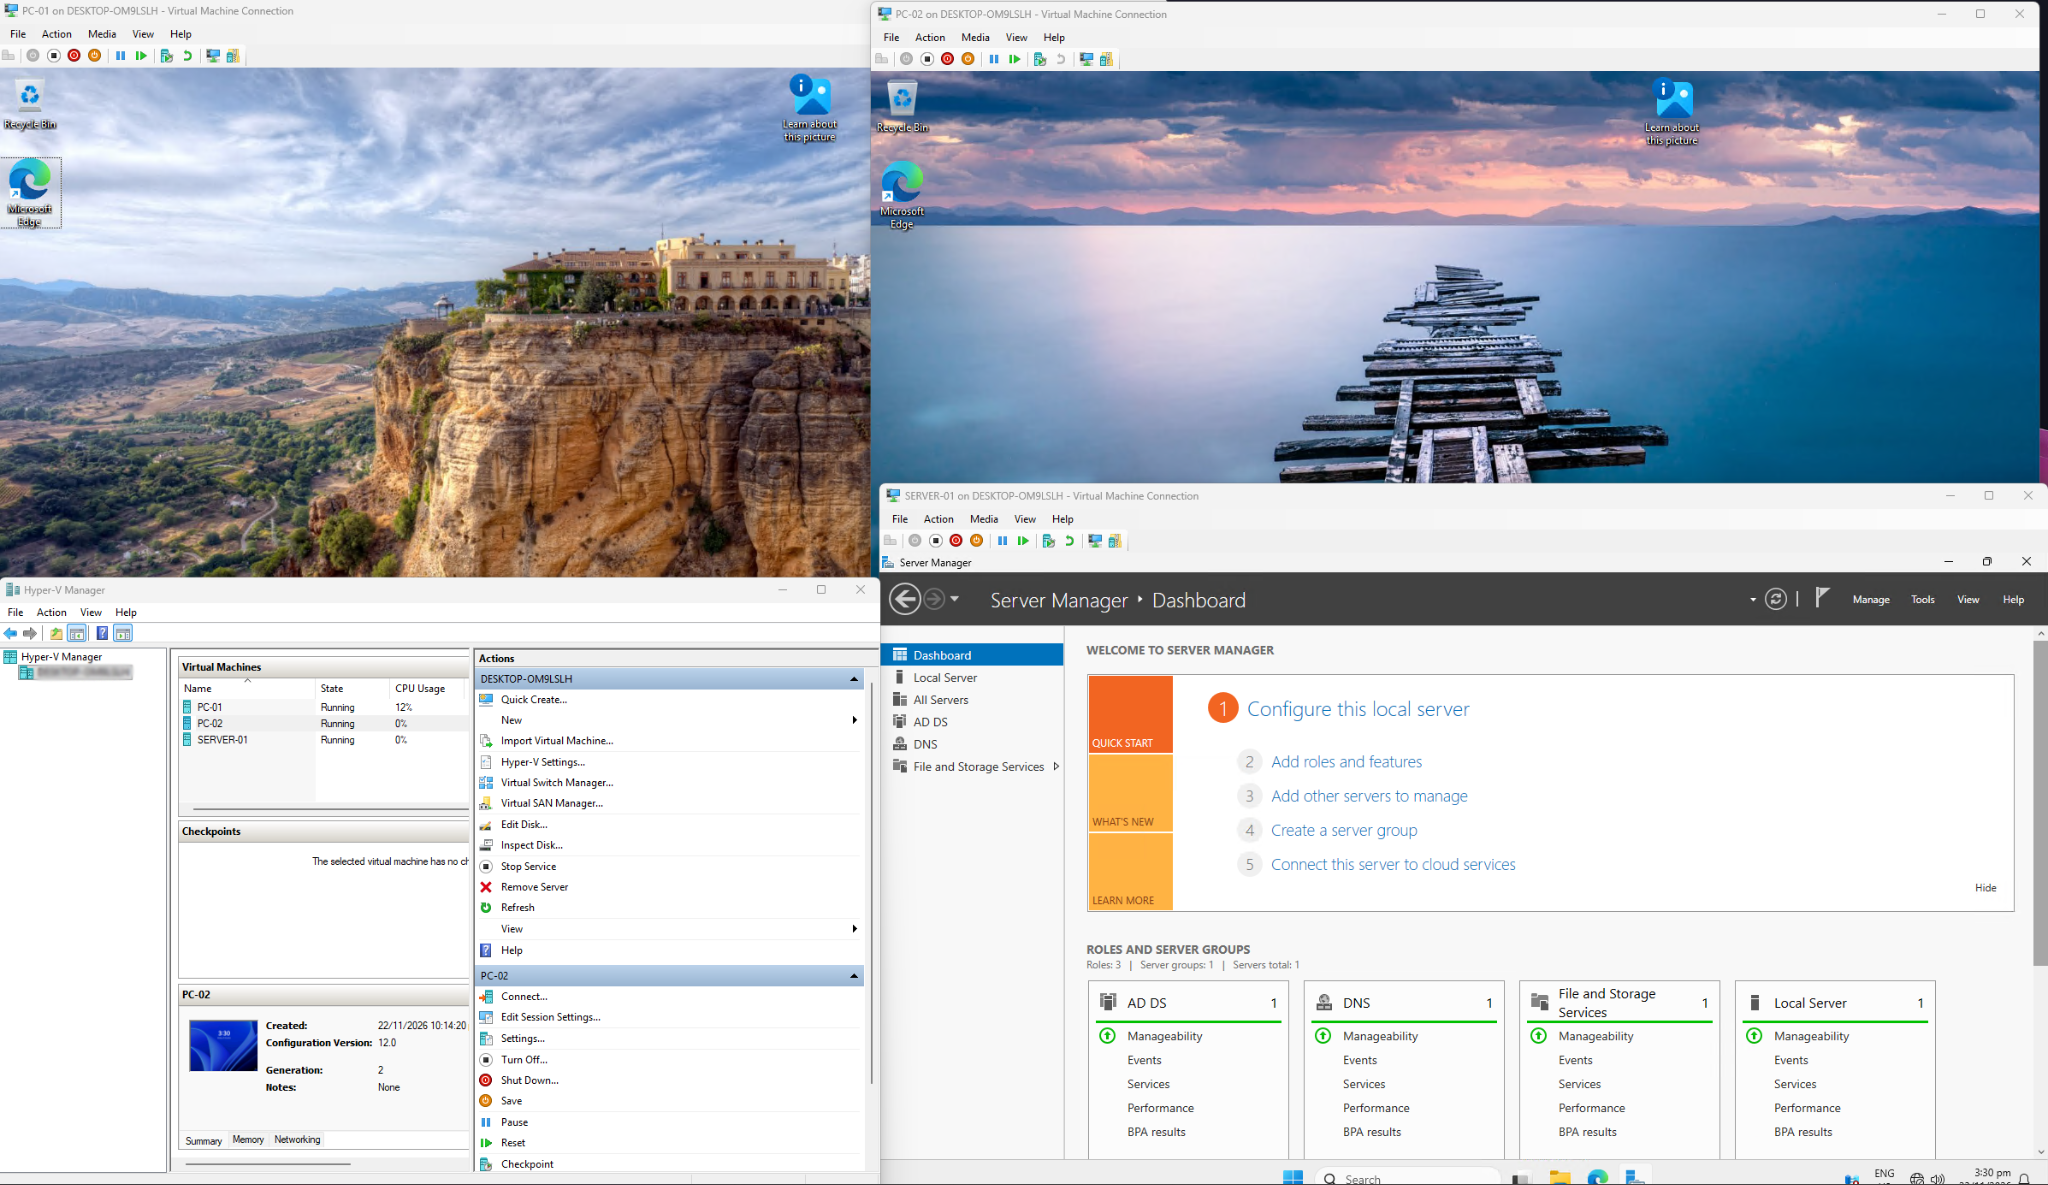 PC-01 on DESKTOP-OM9LSLH - Virtual Machine Connection
File Action Media View Help
Recycle Bin
Learn about this picture
Microsoft Edge
PC-02 on DESKTOP-OM9LSLH - Virtual Machine Connection
File Action Media View Help
Recycle Bin
Learn about this picture
Microsoft Edge
Hyper-V Manager
File Action View Help
Hyper-V Manager
Virtual Machines
Name State CPU Usage
PC-01 Running 12%
PC-02 Running 0%
SERVER-01 Running 0%
Checkpoints
The selected virtual machine has no ch
PC-02
3:30
Created: 22/11/2026 10:14:20
Configuration Version: 12.0
Generation: 2
Notes: None
Summary Memory Networking
Actions
DESKTOP-OM9LSLH
Quick Create...
New
Import Virtual Machine...
Hyper-V Settings...
Virtual Switch Manager...
Virtual SAN Manager...
Edit Disk...
Inspect Disk...
Stop Service
Remove Server
Refresh
View
Help
PC-02
Connect...
Edit Session Settings...
Settings...
Turn Off...
Shut Down...
Save
Pause
Reset
Checkpoint
SERVER-01 on DESKTOP-OM9LSLH - Virtual Machine Connection
File Action Media View Help
Server Manager
Server Manager Dashboard
Manage Tools View Help
Dashboard
Local Server
All Servers
AD DS
DNS
File and Storage Services
WELCOME TO SERVER MANAGER
QUICK START
WHAT'S NEW
LEARN MORE
1 Configure this local server
2 Add roles and features
3 Add other servers to manage
4 Create a server group
5 Connect this server to cloud services
Hide
ROLES AND SERVER GROUPS
Roles: 3 | Server groups: 1 | Servers total: 1
AD DS 1
Manageability
Events
Services
Performance
BPA results
DNS 1
Manageability
Events
Services
Performance
BPA results
File and Storage Services 1
Manageability
Events
Services
Performance
BPA results
Local Server 1
Manageability
Events
Services
Performance
BPA results
Search
ENG
3:30 pm